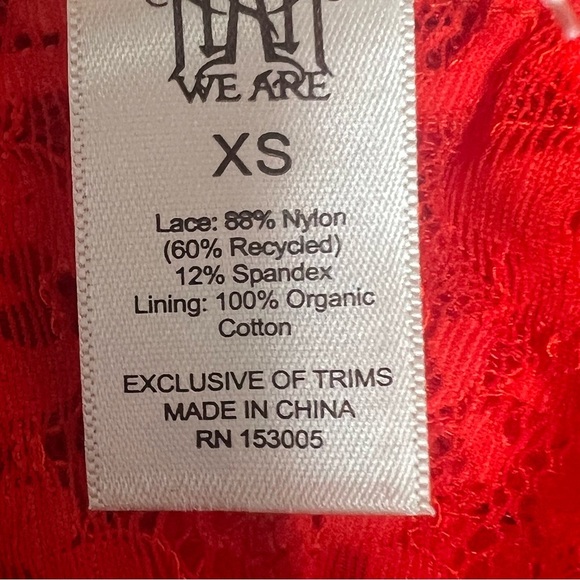 WE ARE
XS
Lace: 88% Nylon
(60% Recycled)
12% Spandex
Lining: 100% Organic
Cotton
EXCLUSIVE OF TRIMS
MADE IN CHINA
RN 153005